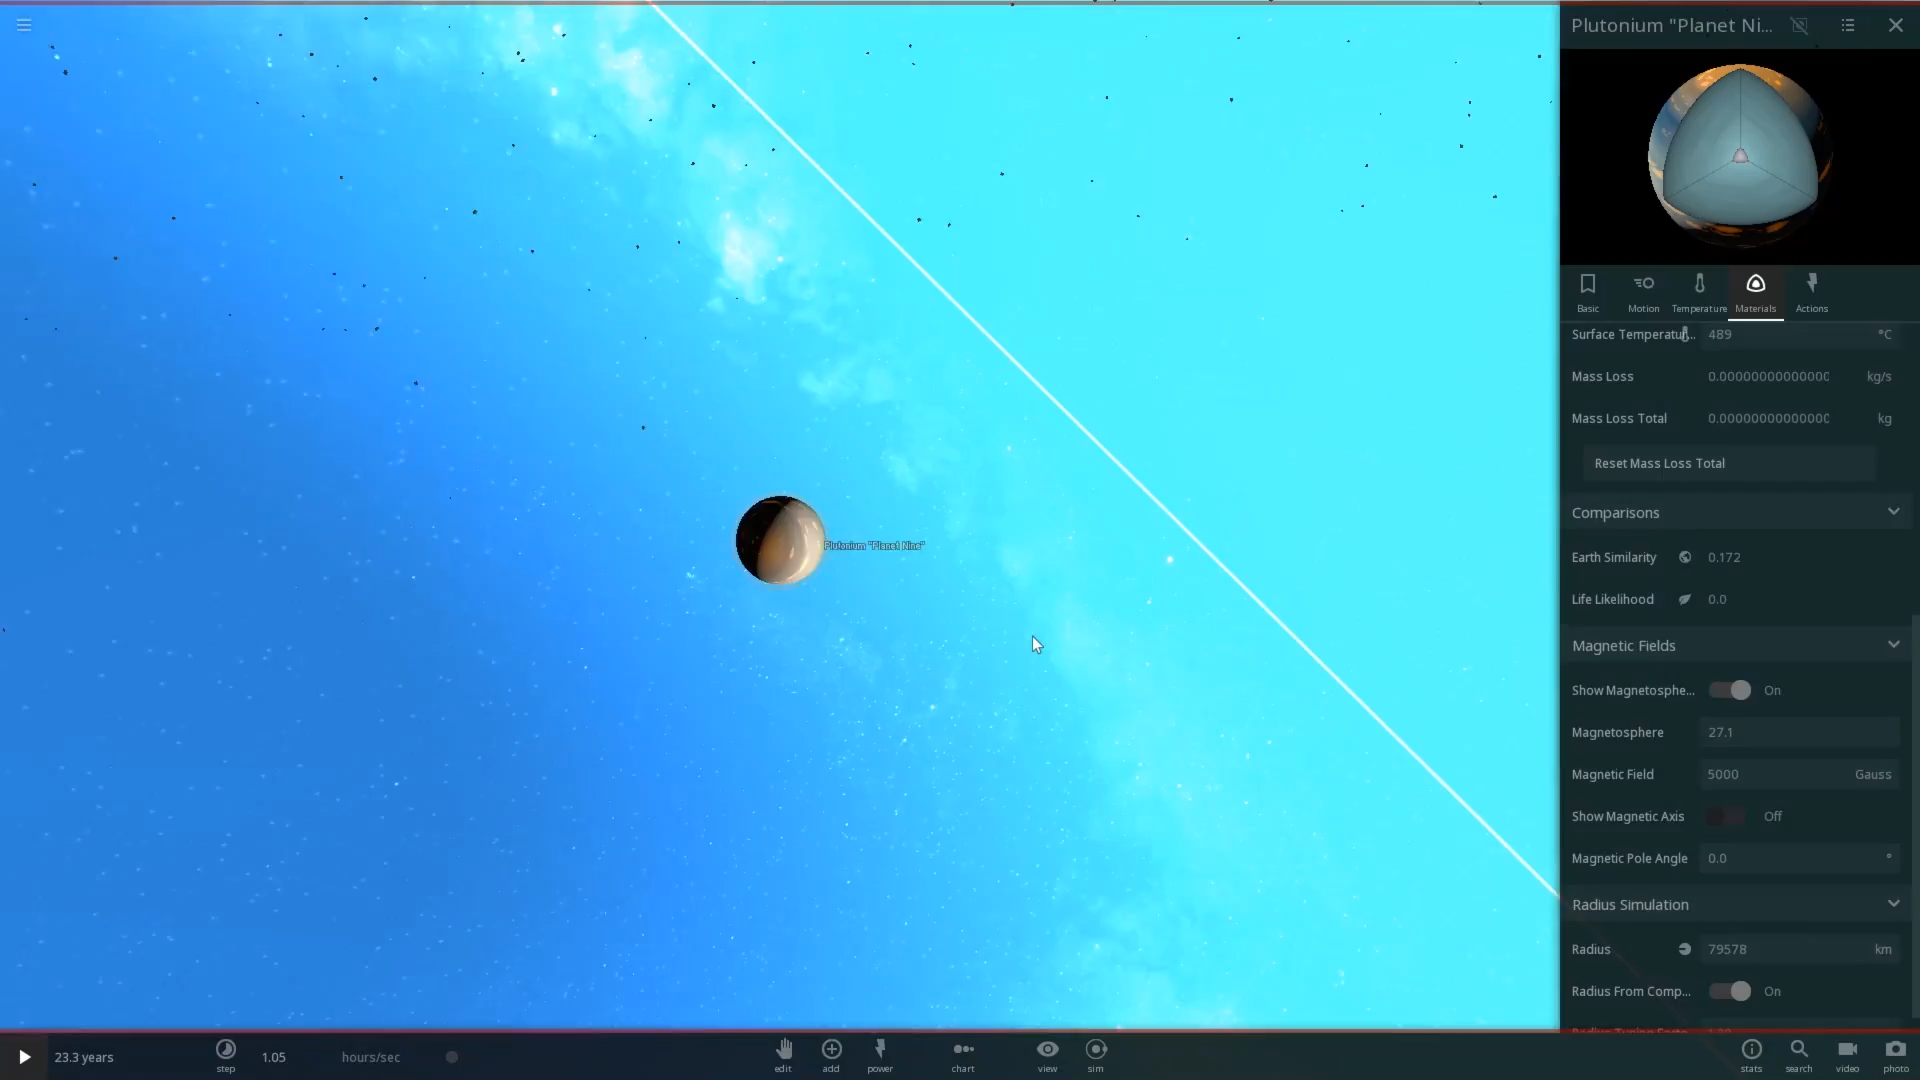 Plutonium "Planet Ni...
Basic
Motion
Temperature
Materials
Actions
Surface Temperatur... 489 °C
Mass Loss 0.00000000000000 kg/s
Mass Loss Total 0.00000000000000 kg
Reset Mass Loss Total
Comparisons
Earth Similarity 0.172
Life Likelihood 0.0
Magnetic Fields
Show Magnetosphe... On
Magnetosphere 27.1
Magnetic Field 5000 Gauss
Show Magnetic Axis Off
Magnetic Pole Angle 0.0 °
Radius Simulation
Radius 79578 km
Radius From Comp... On
Plutonium "Planet Nine"
23.3 years
step
1.05 hours/sec
edit
add
power
chart
view
sim
stats
search
video
photo